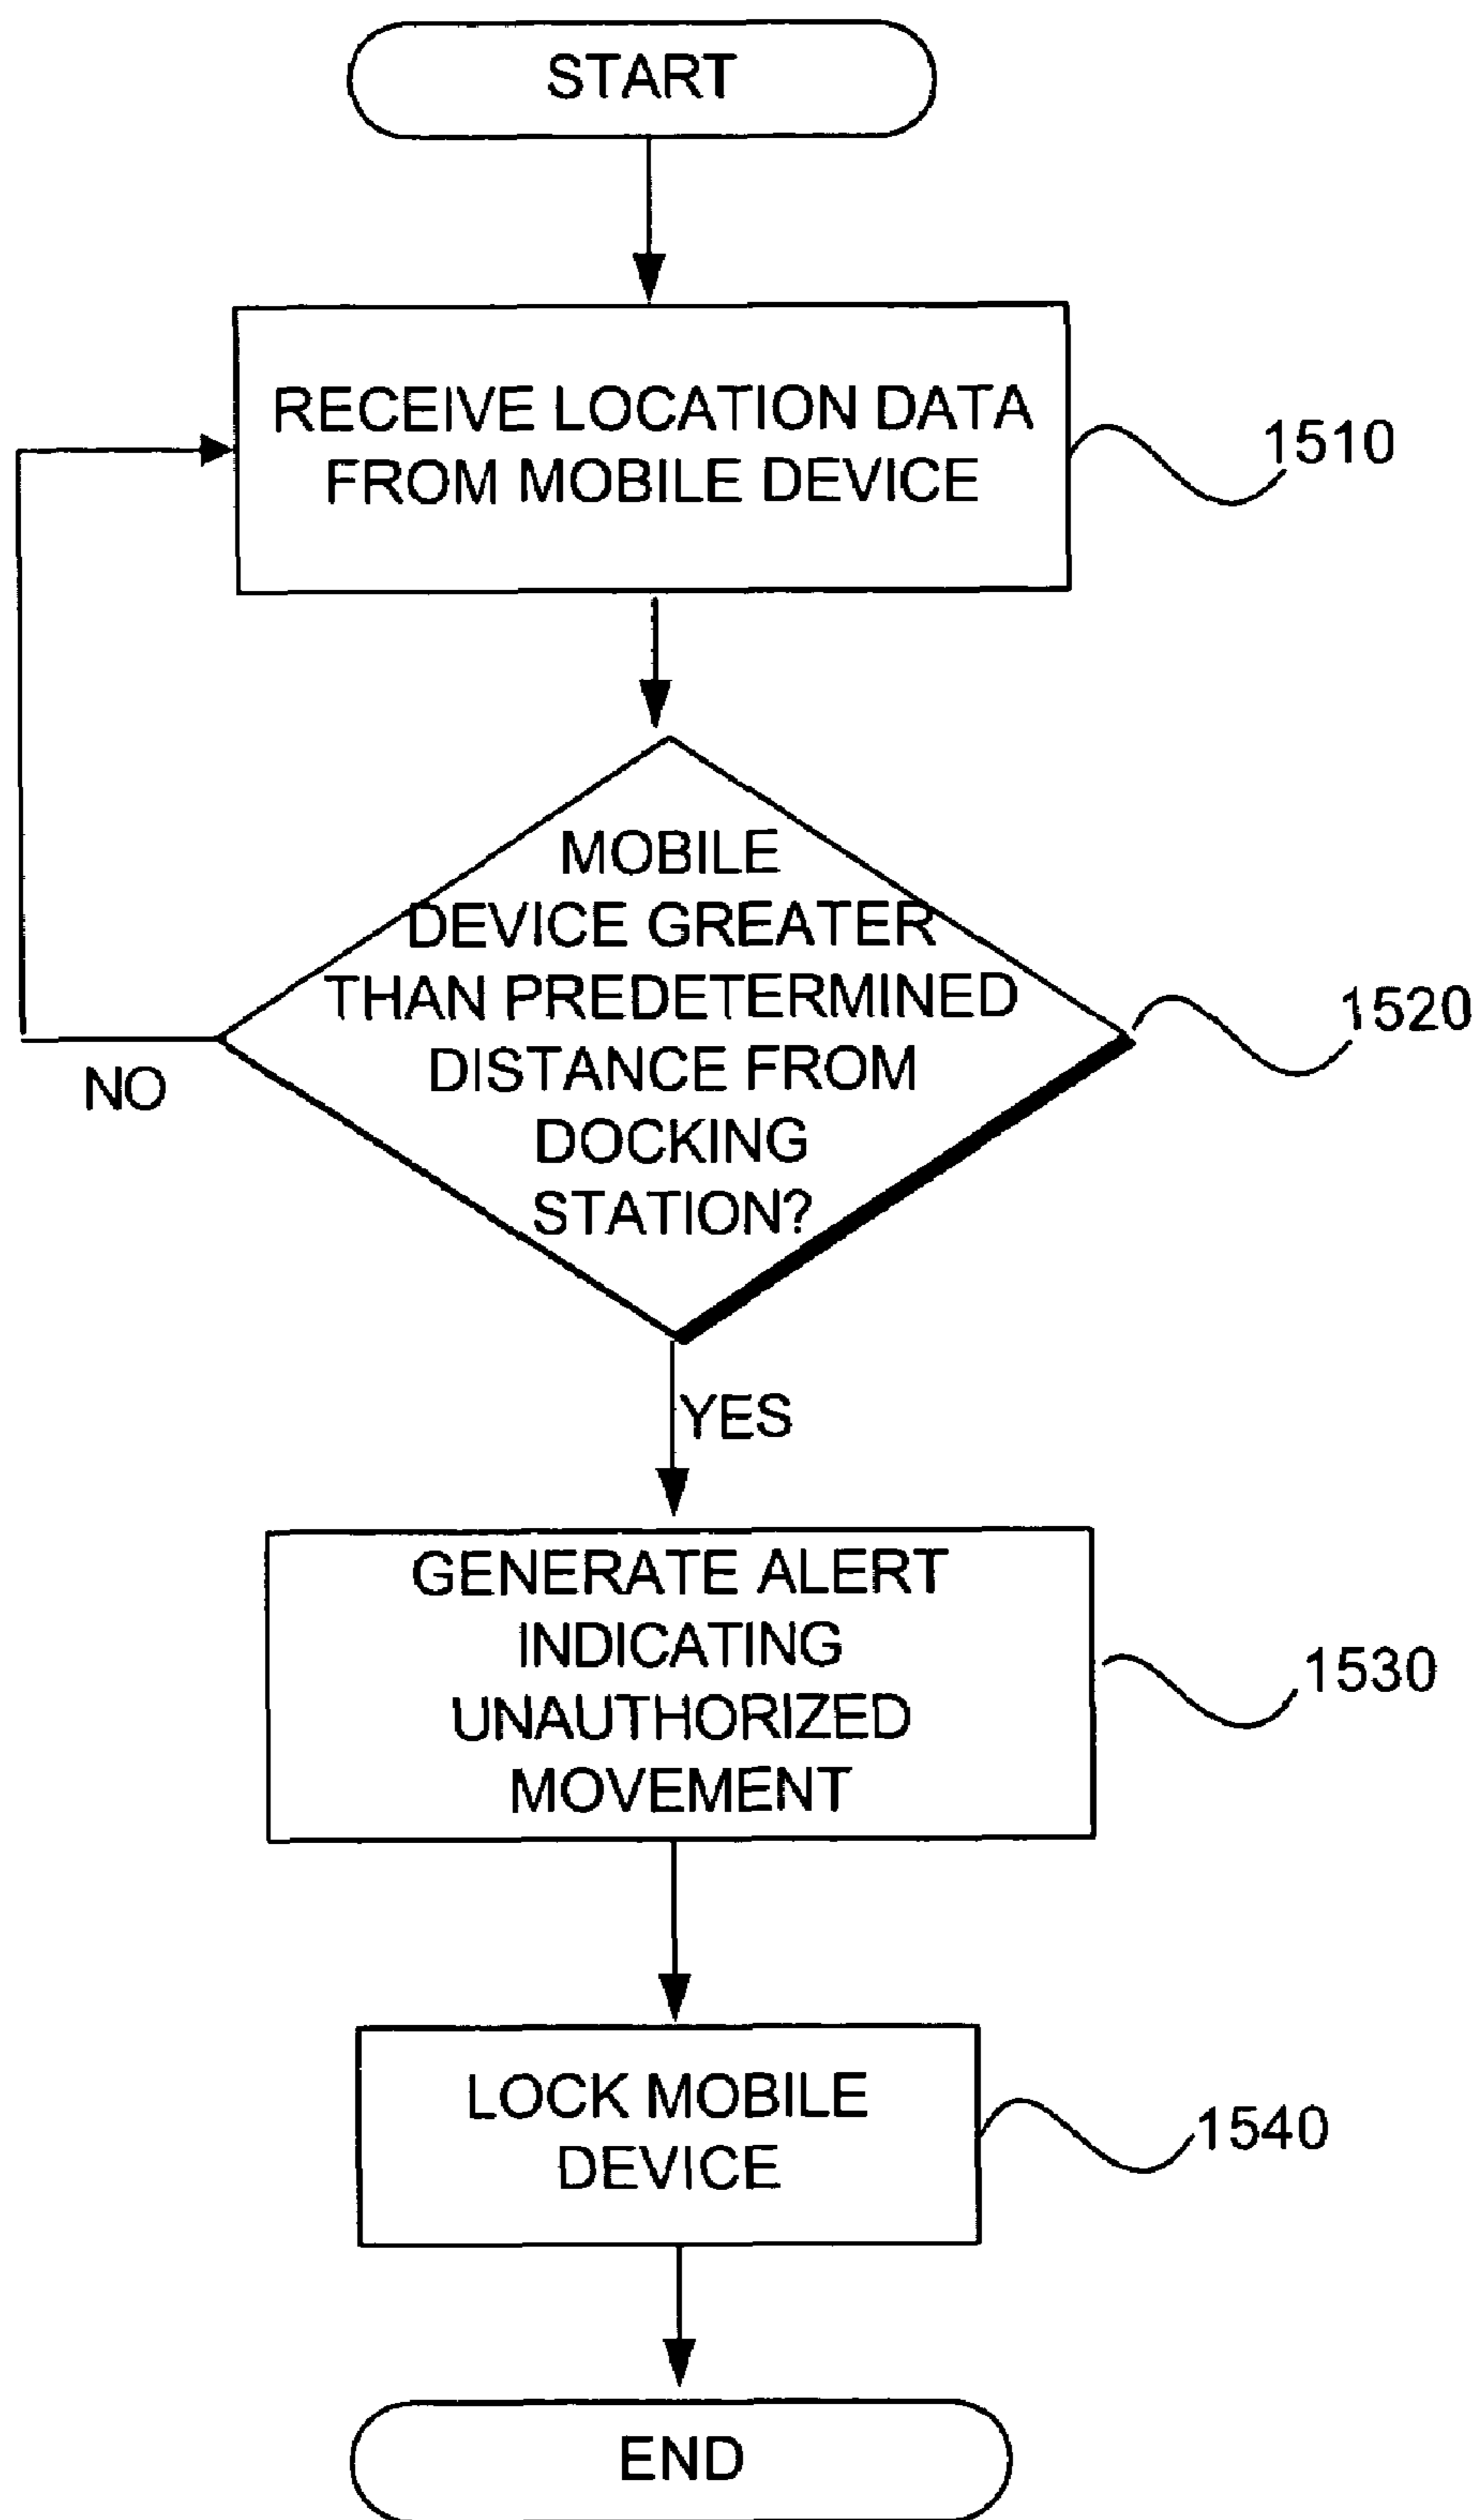 START
RECEIVE LOCATION DATA
FROM MOBILE DEVICE
1510
MOBILE
DEVICE GREATER
THAN PREDETERMINED
DISTANCE FROM
DOCKING
STATION?
1520
NO
YES
GENERATE ALERT
INDICATING
UNAUTHORIZED
MOVEMENT
1530
LOCK MOBILE
DEVICE
1540
END